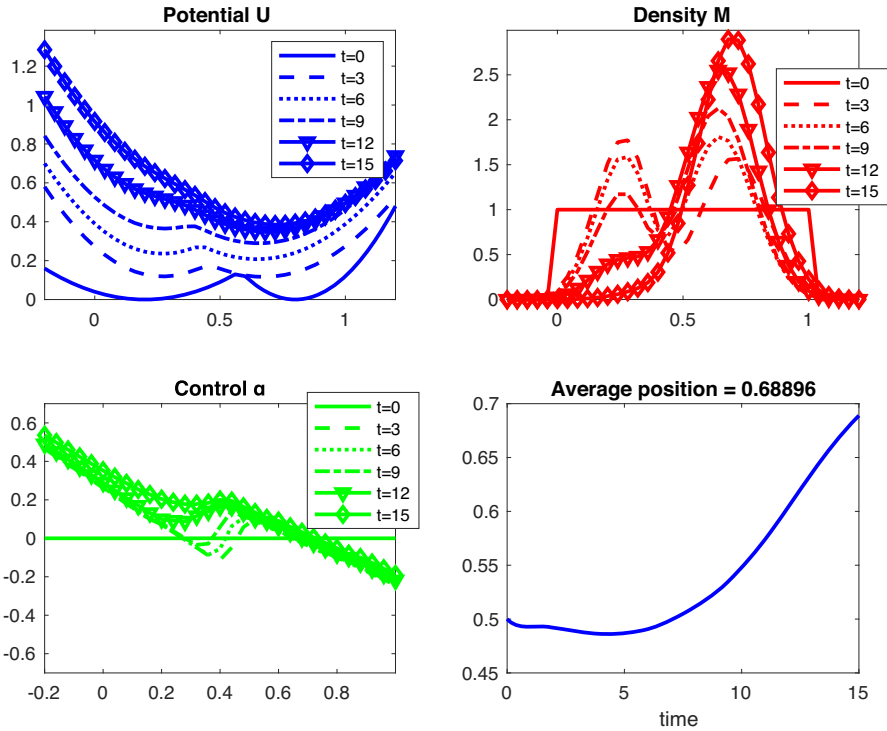 Potential U
t=0
t=3
t=6
t=9
t=12
t=15
1.2
1
0.8
0.6
0.4
0.2
0
0
0.5
1
Density M
t=0
t=3
t=6
t=9
t=12
t=15
2.5
2
1.5
1
0.5
0
0
0.5
1
Control α
t=0
t=3
t=6
t=9
t=12
t=15
0.6
0.4
0.2
0
-0.2
-0.4
-0.6
-0.2
0
0.2
0.4
0.6
0.8
Average position = 0.68896
0.7
0.65
0.6
0.55
0.5
0.45
0
5
10
15
time